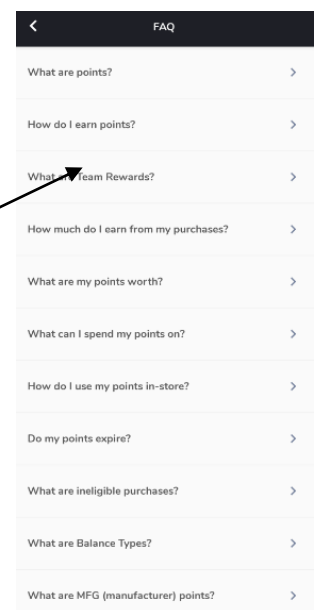 FAQ
What are points?
How do I earn points?
What are Team Rewards?
How much do I earn from my purchases?
What are my points worth?
What can I spend my points on?
How do I use my points in-store?
Do my points expire?
What are ineligible purchases?
What are Balance Types?
What are MFG (manufacturer) points?